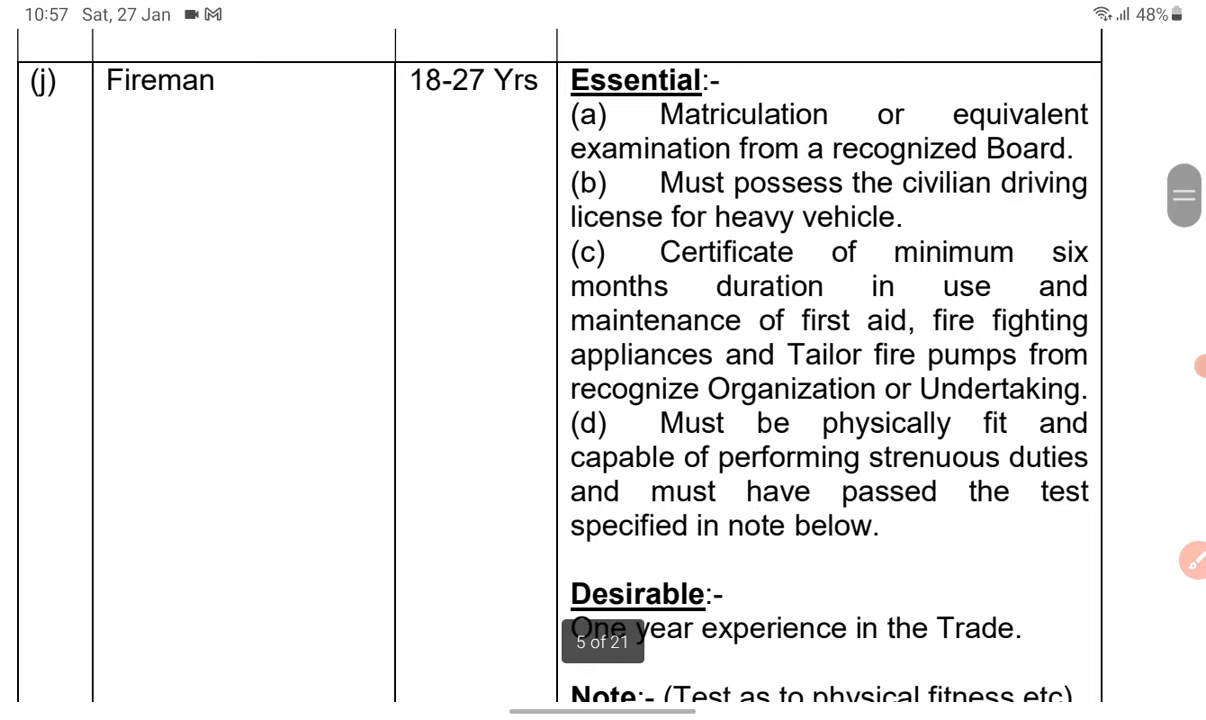 10:57 Sat, 27 Jan 48%
(j) Fireman 18-27 Yrs Essential:-
(a) Matriculation or equivalent
examination from a recognized Board.
(b) Must possess the civilian driving
license for heavy vehicle.
(c) Certificate of minimum six
months duration in use and
maintenance of first aid, fire fighting
appliances and Tailor fire pumps from
recognize Organization or Undertaking.
(d) Must be physically fit and
capable of performing strenuous duties
and must have passed the test
specified in note below.
Desirable:-
One year experience in the Trade.
5 of 21
Note:- (Test as to physical fitness etc)